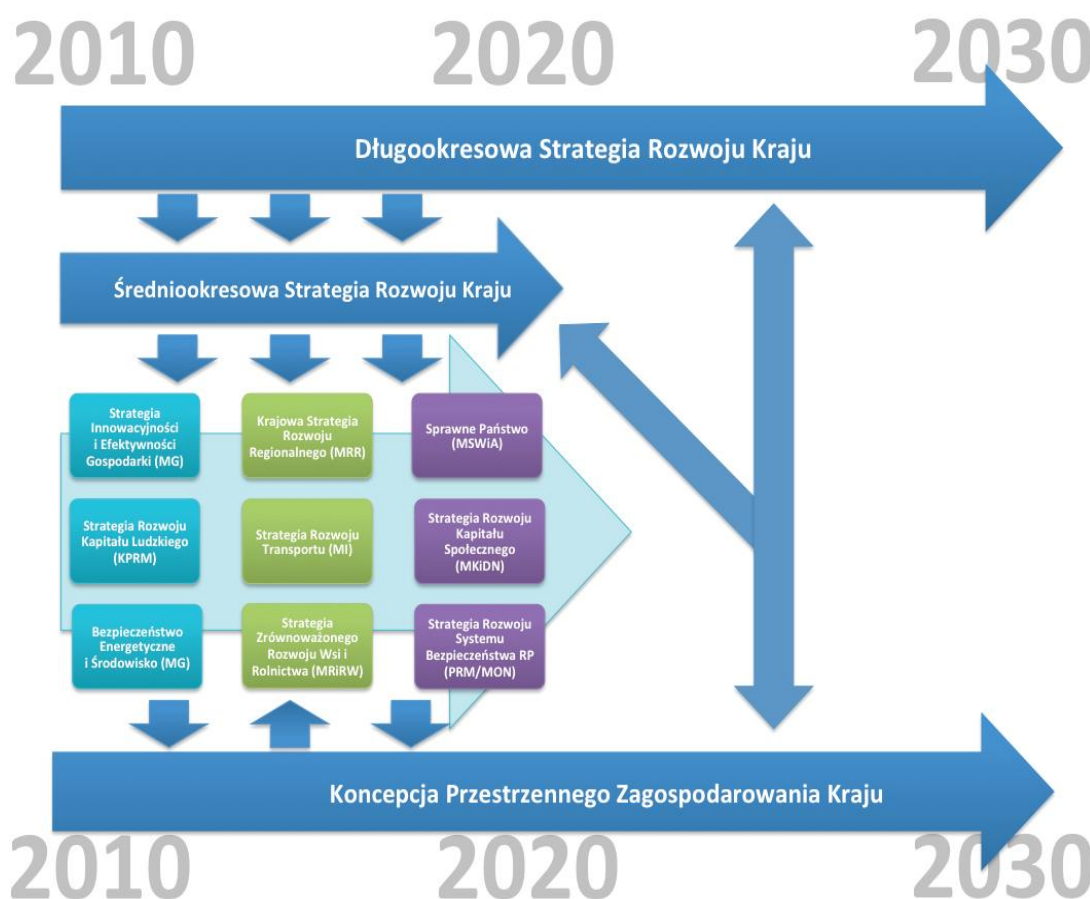 2010 2020 2030
Długookresowa Strategia Rozwoju Kraju
Średniookresowa Strategia Rozwoju Kraju
Strategia
Innowacyjności
i Efektywności
Gospodarki (MG)
Krajowa Strategia
Rozwoju
Regionalnego (MRR)
Sprawne Państwo
(MSWiA)
Strategia Rozwoju
Kapitału Ludzkiego
(KPRM)
Strategia Rozwoju
Transportu (MI)
Strategia Rozwoju
Kapitału
Społecznego
(MKiDN)
Bezpieczeństwo
Energetyczne
i Środowisko (MG)
Strategia
Zrównoważonego
Rozwoju Wsi i
Rolnictwa (MRiRW)
Strategia Rozwoju
Systemu
Bezpieczeństwa RP
(PRM/MON)
Koncepcja Przestrzennego Zagospodarowania Kraju
2010 2020 2030